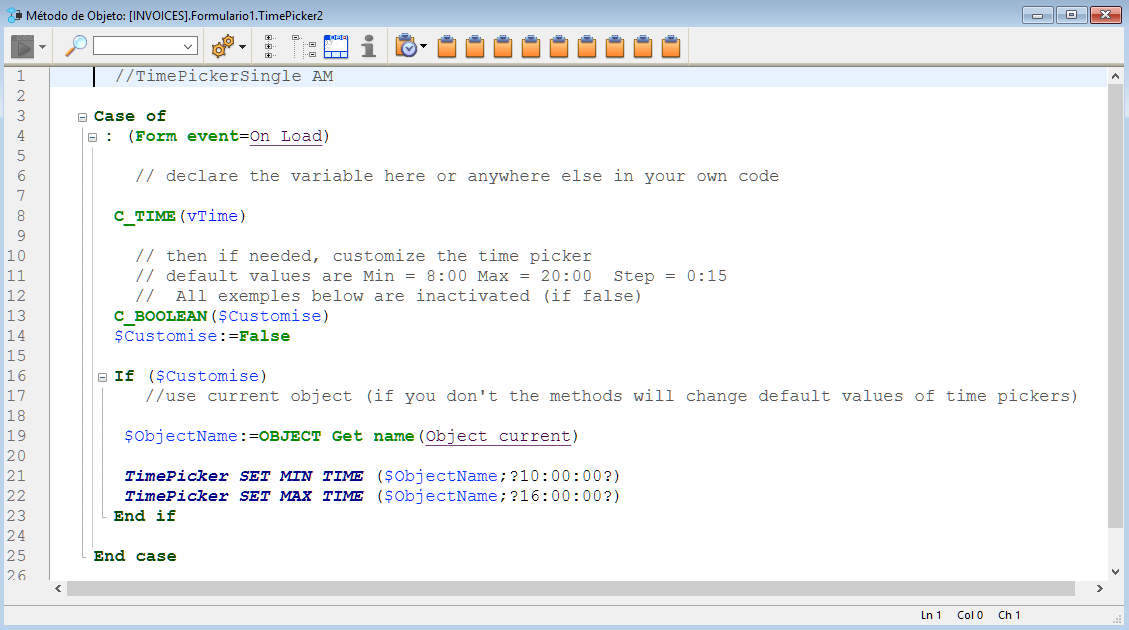 Método de Objeto: [INVOICES].Formulario1.TimePicker2
1 //TimePickerSingle AM
2
3 Case of
4 : (Form event=On Load)
5
6 // declare the variable here or anywhere else in your own code
7
8 C_TIME(vTime)
9
10 // then if needed, customize the time picker
11 // default values are Min = 8:00 Max = 20:00  Step = 0:15
12 //  All exemples below are inactivated (if false)
13 C_BOOLEAN($Customise)
14 $Customise:=False
15
16 If ($Customise)
17 //use current object (if you don't the methods will change default values of time pickers)
18
19 $ObjectName:=OBJECT Get name(Object current)
20
21 TimePicker SET MIN TIME ($ObjectName;?10:00:00?)
22 TimePicker SET MAX TIME ($ObjectName;?16:00:00?)
23 End if
24
25 End case
26
Ln 1 Col 0 Ch 1